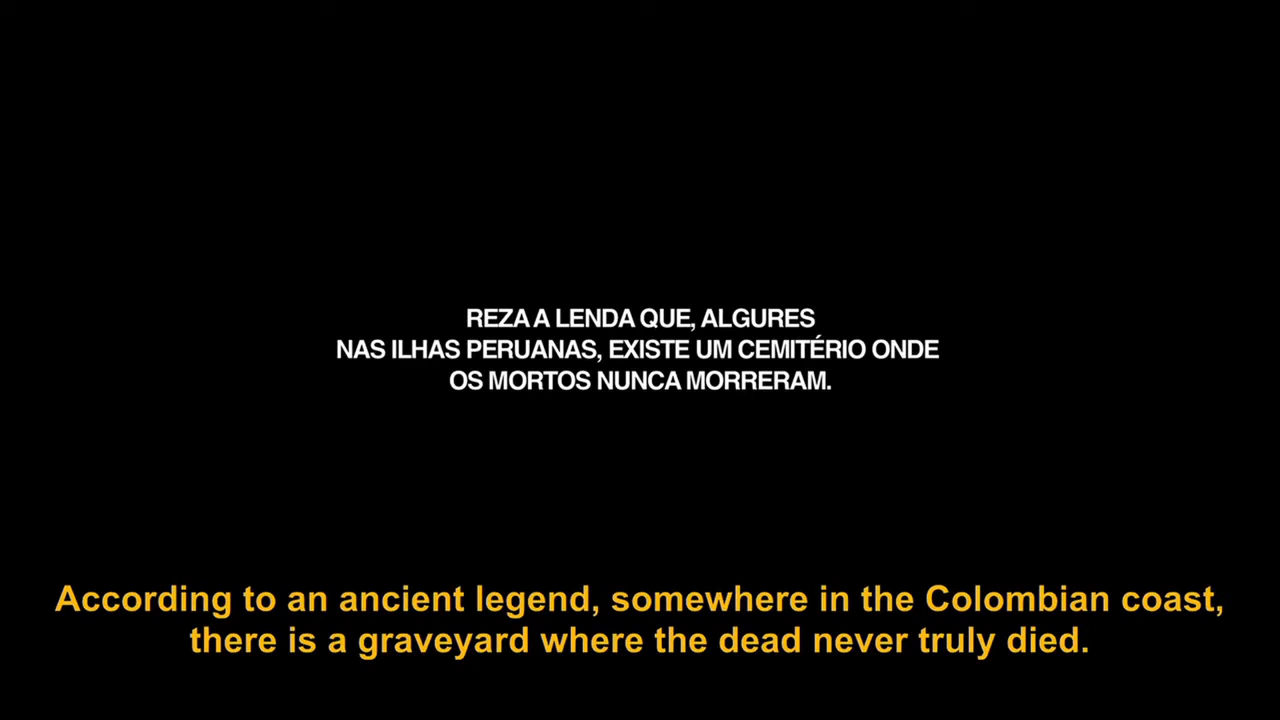 REZA A LENDA QUE, ALGURES
NAS ILHAS PERUANAS, EXISTE UM CEMITÉRIO ONDE
OS MORTOS NUNCA MORRERAM.
According to an ancient legend, somewhere in the Colombian coast,
there is a graveyard where the dead never truly died.